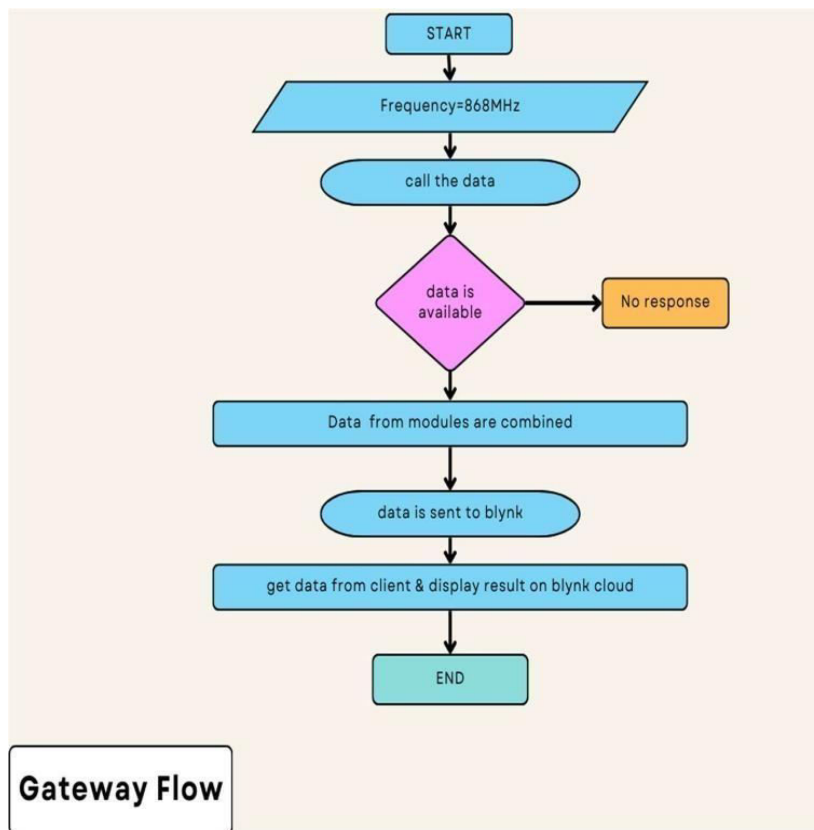 START
Frequency=868MHz
call the data
data is
available
No response
Data from modules are combined
data is sent to blynk
get data from client & display result on blynk cloud
END
Gateway Flow